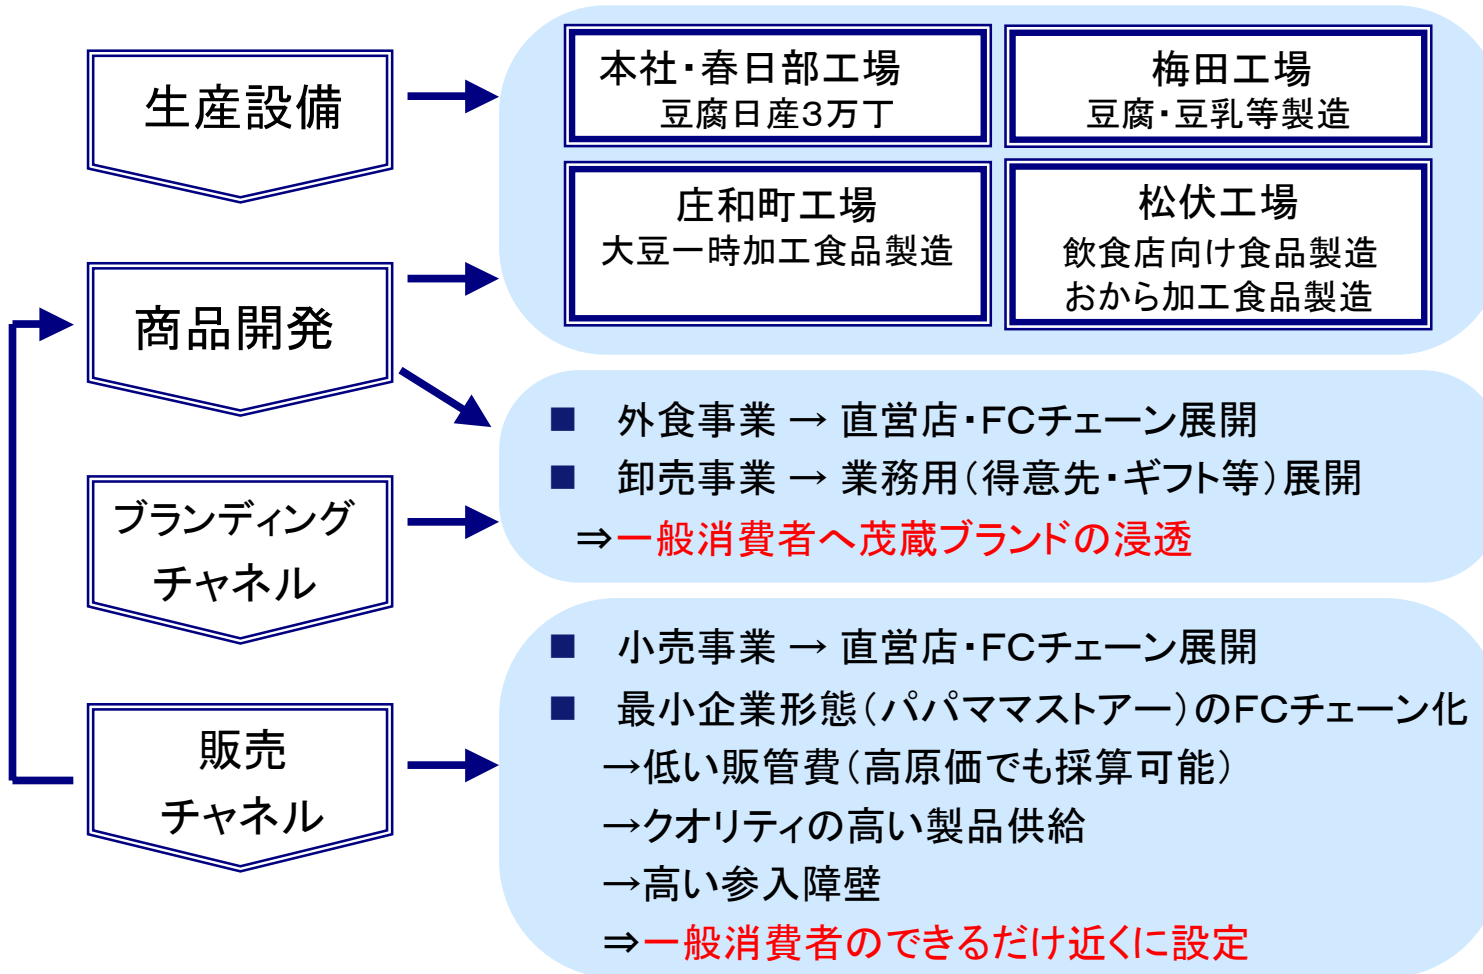 生産設備
本社・春日部工場
豆腐日産3万丁
梅田工場
豆腐・豆乳等製造
庄和町工場
大豆一時加工食品製造
松伏工場
飲食店向け食品製造
おから加工食品製造
商品開発
■ 外食事業 → 直営店・FCチェーン展開
■ 卸売事業 → 業務用(得意先・ギフト等)展開
⇒一般消費者へ茂蔵ブランドの浸透
ブランディング
チャネル
■ 小売事業 → 直営店・FCチェーン展開
■ 最小企業形態(パパママストアー)のFCチェーン化
→低い販管費(高原価でも採算可能)
→クオリティの高い製品供給
→高い参入障壁
⇒一般消費者のできるだけ近くに設定
販売
チャネル